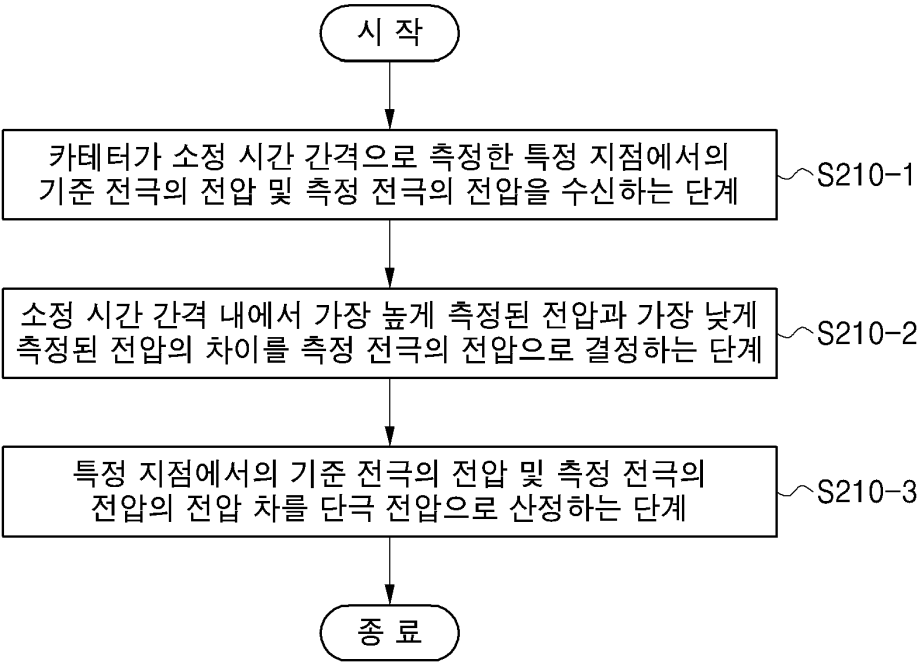 시 작
카테터가 소정 시간 간격으로 측정한 특정 지점에서의
기준 전극의 전압 및 측정 전극의 전압을 수신하는 단계
S210-1
소정 시간 간격 내에서 가장 높게 측정된 전압과 가장 낮게
측정된 전압의 차이를 측정 전극의 전압으로 결정하는 단계
S210-2
특정 지점에서의 기준 전극의 전압 및 측정 전극의
전압의 전압 차를 단극 전압으로 산정하는 단계
S210-3
종 료